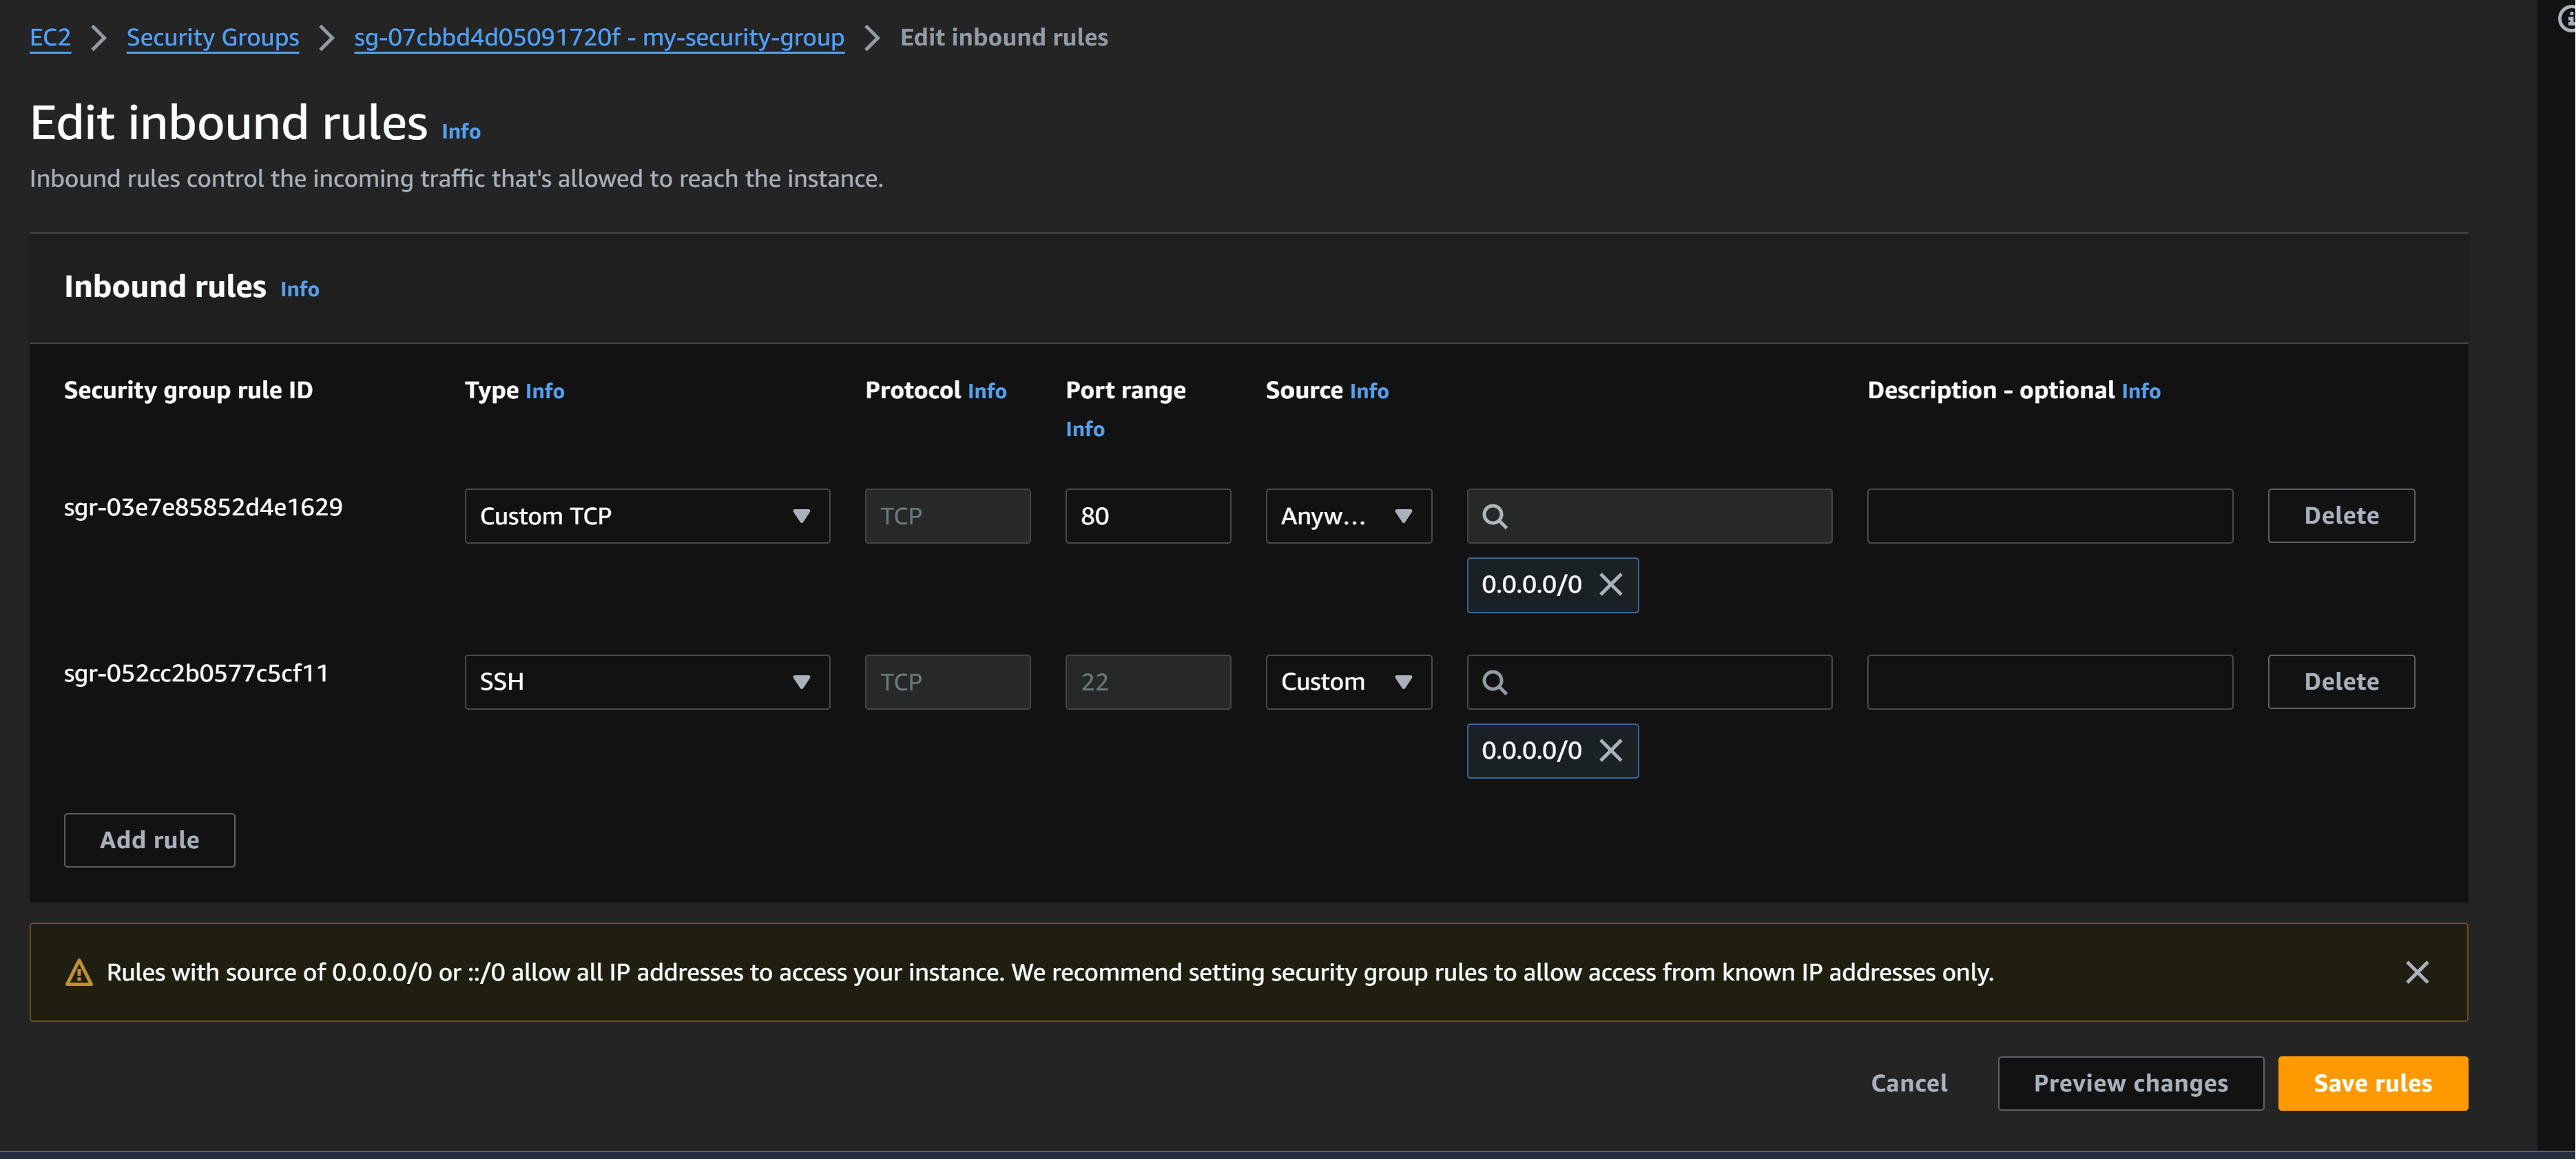 EC2 > Security Groups > sg-07cbbd4d05091720f - my-security-group > Edit inbound rules
Edit inbound rules Info
Inbound rules control the incoming traffic that's allowed to reach the instance.
Inbound rules Info
Security group rule ID Type Info Protocol Info Port range Source Info Description - optional Info
Info
sgr-03e7e85852d4e1629 Custom TCP TCP 80 Anyw... Delete
0.0.0.0/0
sgr-052cc2b0577c5cf11 SSH TCP 22 Custom Delete
0.0.0.0/0
Add rule
Rules with source of 0.0.0.0/0 or ::/0 allow all IP addresses to access your instance. We recommend setting security group rules to allow access from known IP addresses only.
Cancel Preview changes Save rules